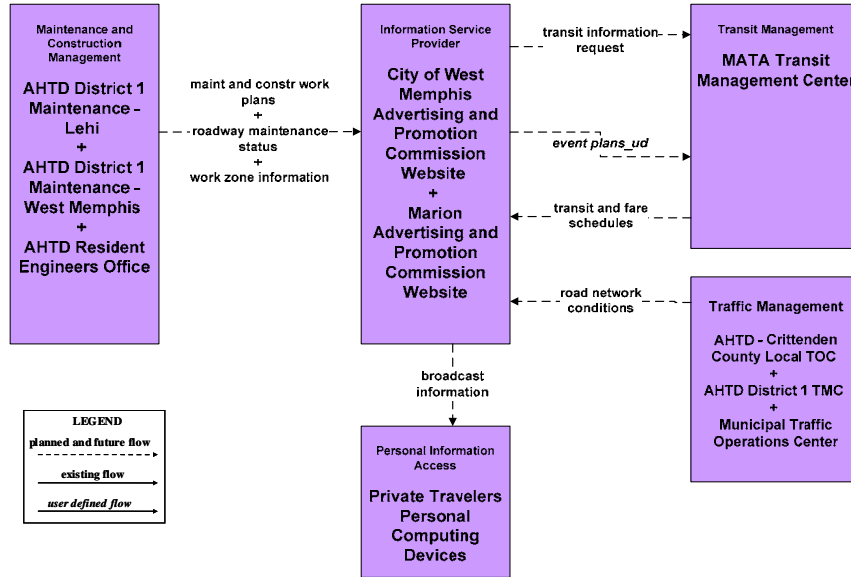 Maintenance and
Construction
Management
AHTD District 1
Maintenance -
Lehi
+
AHTD District 1
Maintenance -
West Memphis
+
AHTD Resident
Engineers Office
maint and constr work
plans
+
roadway maintenance
status
+
work zone information
Information Service
Provider
City of West
Memphis
Advertising and
Promotion
Commission
Website
+
Marion
Advertising and
Promotion
Commission
Website
transit information
request
event plans_ud
transit and fare
schedules
road network
conditions
Transit Management
MATA Transit
Management Center
Traffic Management
AHTD - Crittenden
County Local TOC
+
AHTD District 1 TMC
+
Municipal Traffic
Operations Center
broadcast
information
Personal Information
Access
Private Travelers
Personal
Computing
Devices
LEGEND
planned and future flow
existing flow
user defined flow